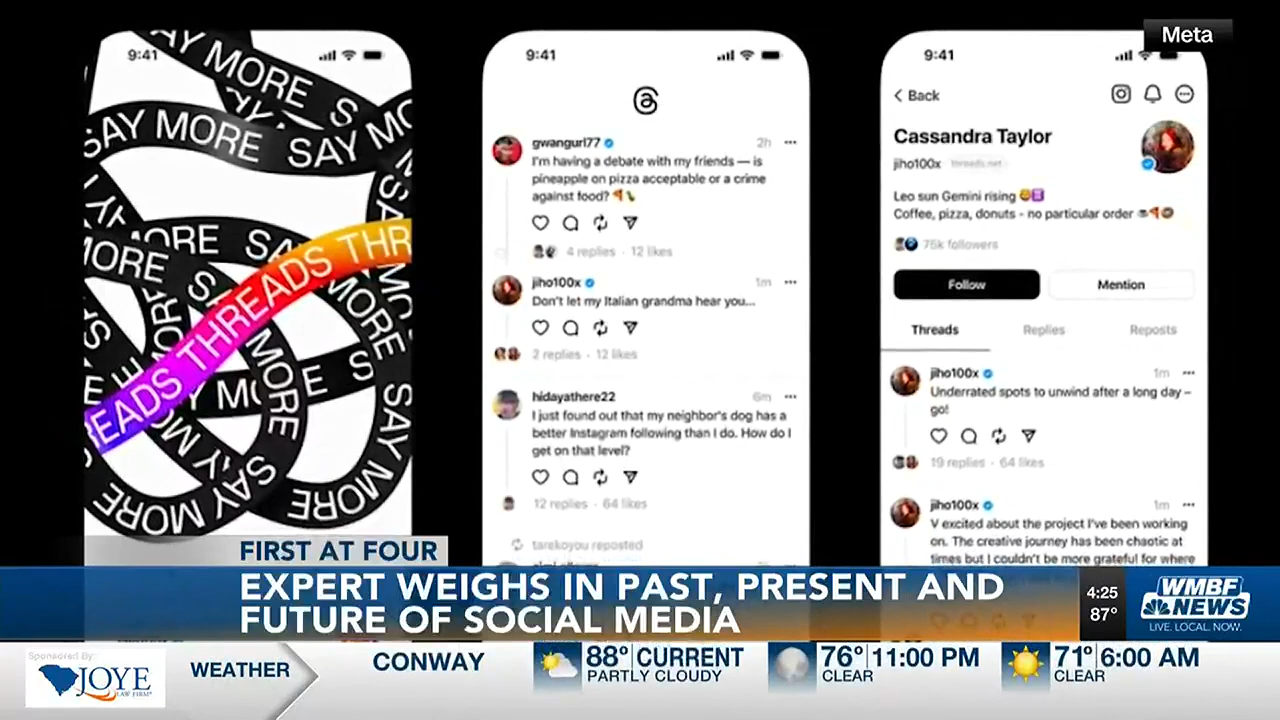 Meta
9:41
SAY MORE
SAY MORE
SAY MORE
THREADS
SAY MORE
9:41
gwangurl77
2h
I'm having a debate with my friends — is
pineapple on pizza acceptable or a crime
against food?
4 replies · 12 likes
jiho100x
1m
Don't let my Italian grandma hear you...
2 replies · 12 likes
hidayathere22
6m
I just found out that my neighbor's dog has a
better Instagram following than I do. How do I
get on that level?
12 replies · 64 likes
tarekoyou reposted
9:41
Back
Cassandra Taylor
jiho100x threads.net
Leo sun Gemini rising
Coffee, pizza, donuts - no particular order
75k followers
Follow
Mention
Threads
Replies
Reposts
jiho100x
1m
Underrated spots to unwind after a long day –
go!
19 replies · 64 likes
jiho100x
1m
V excited about the project I've been working
on. The creative journey has been chaotic at
times but I couldn't be more grateful for where
FIRST AT FOUR
EXPERT WEIGHS IN PAST, PRESENT AND
FUTURE OF SOCIAL MEDIA
4:25
87°
WMBF
NEWS
LIVE. LOCAL. NOW.
Sponsored By:
JOYE
LAW FIRM
WEATHER
CONWAY
88° CURRENT
PARTLY CLOUDY
76° 11:00 PM
CLEAR
71° 6:00 AM
CLEAR